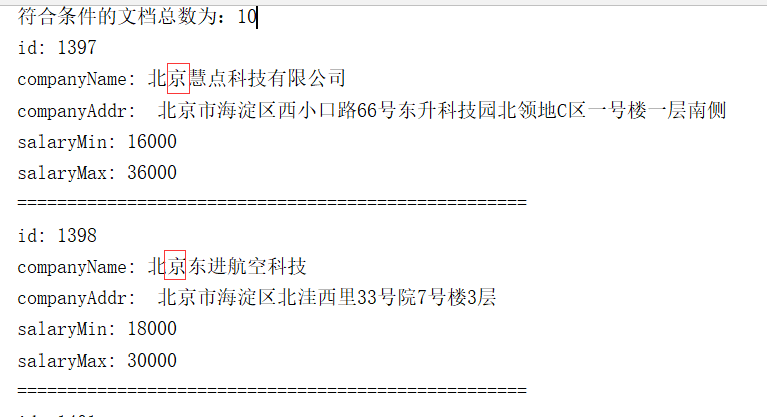 符合条件的文档总数为：10
id: 1397
companyName: 北京慧点科技有限公司
companyAddr:  北京市海淀区西小口路66号东升科技园北领地C区一号楼一层南侧
salaryMin: 16000
salaryMax: 36000
===================================================
id: 1398
companyName: 北京东进航空科技
companyAddr:  北京市海淀区北洼西里33号院7号楼3层
salaryMin: 18000
salaryMax: 30000
===================================================